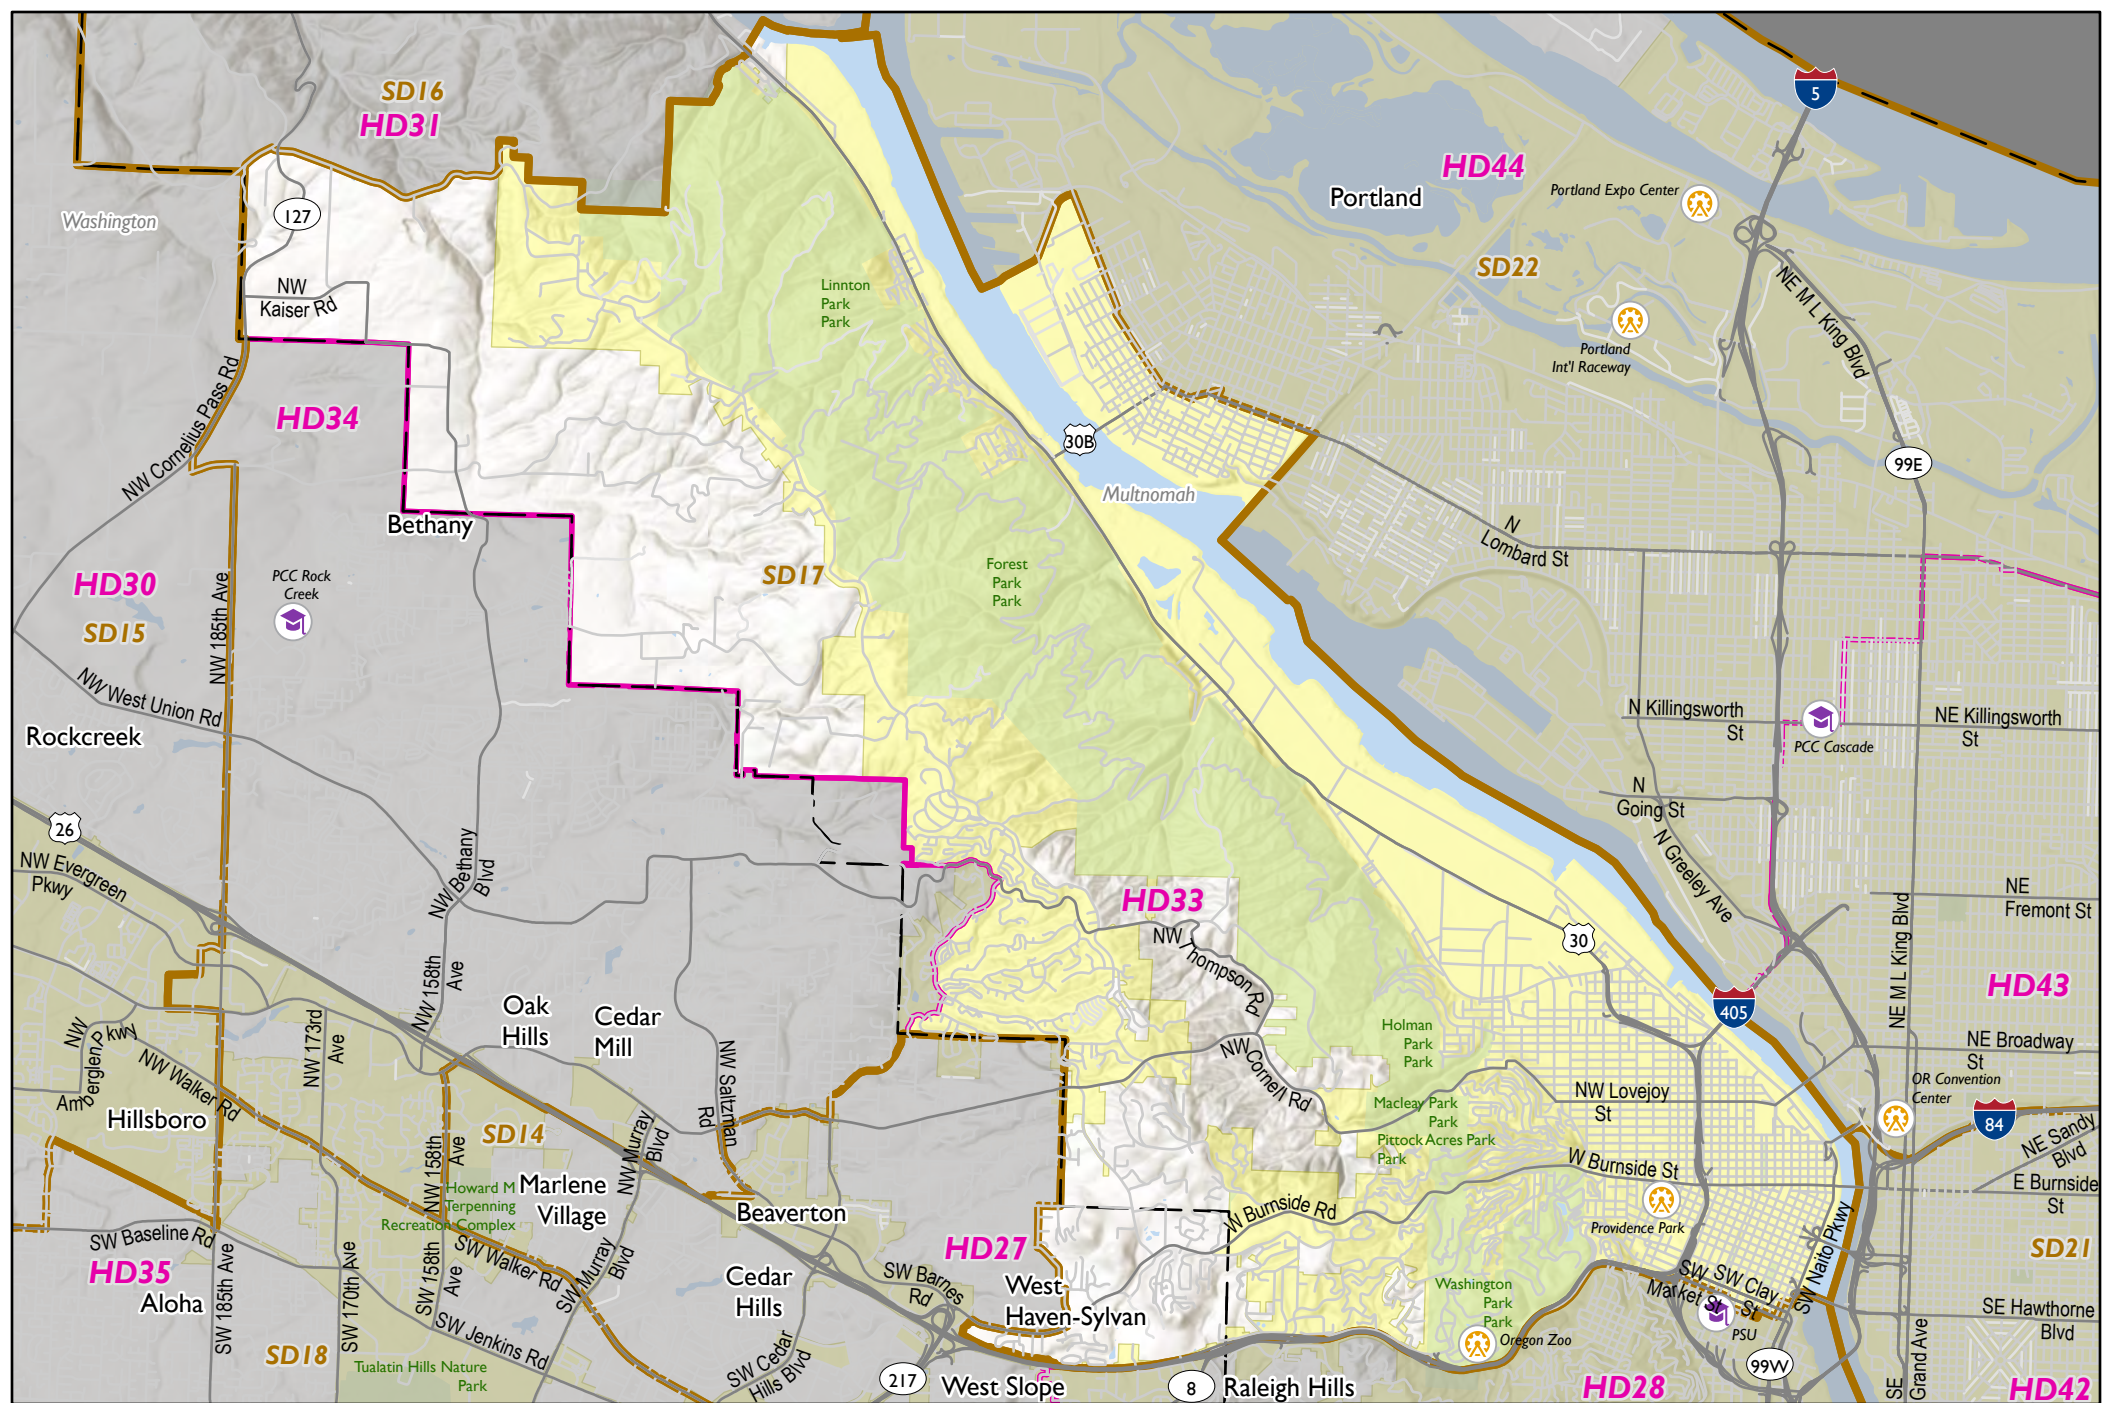 SD16
HD31
5
HD44
Portland Expo Center
Portland
Washington
127
SD22
NE M L King Blvd
NW
Kaiser Rd
Linnton
Park
Park
Portland
Int'l Raceway
NW Cornelius Pass Rd
HD34
30B
99E
Multnomah
Bethany
N
Lombard St
HD30
PCC Rock
Creek
SD17
Forest
Park
Park
SD15
NW 185th Ave
NW West Union Rd
Rockcreek
N Killingsworth
St
PCC Cascade
NE Killingsworth
St
N
Going St
26
NW Evergreen
Pkwy
NW Bethany
Blvd
N Greeley Ave
NE
Fremont St
HD33
NW Thompson Rd
30
NE M L King Blvd
NW 158th
Ave
HD43
405
Oak
Hills
Cedar
Mill
NW 173rd
Ave
NW
Amberglen Pkwy
NW Walker Rd
Holman
Park
Park
NE Broadway
St
NW Saltzman
Rd
NW Cornell Rd
OR Convention
Center
NW Lovejoy
St
Hillsboro
SD14
NW Murray
Blvd
Macleay Park
Park
84
NE Sandy
Blvd
Pittock Acres Park
Park
NW 158th
Ave
W Burnside St
E Burnside
St
Howard M
Terpenning
Recreation Complex
Marlene
Village
Beaverton
W Burnside Rd
Providence Park
SW Naito Pkwy
SW Baseline Rd
HD35
Aloha
SW 185th Ave
SW 170th Ave
SW 158th
Ave
SW Walker Rd
SW Murray
Blvd
HD27
SD21
Cedar
Hills
SW Barnes
Rd
West
Haven-Sylvan
Washington
Park
Park
SW
Market St
SW Clay
St
PSU
SE Hawthorne
Blvd
SD18
SW Jenkins Rd
Oregon Zoo
Tualatin Hills Nature
Park
SW Cedar
Hills Blvd
217
West Slope
8
Raleigh Hills
HD28
99W
SE
Grand Ave
HD42